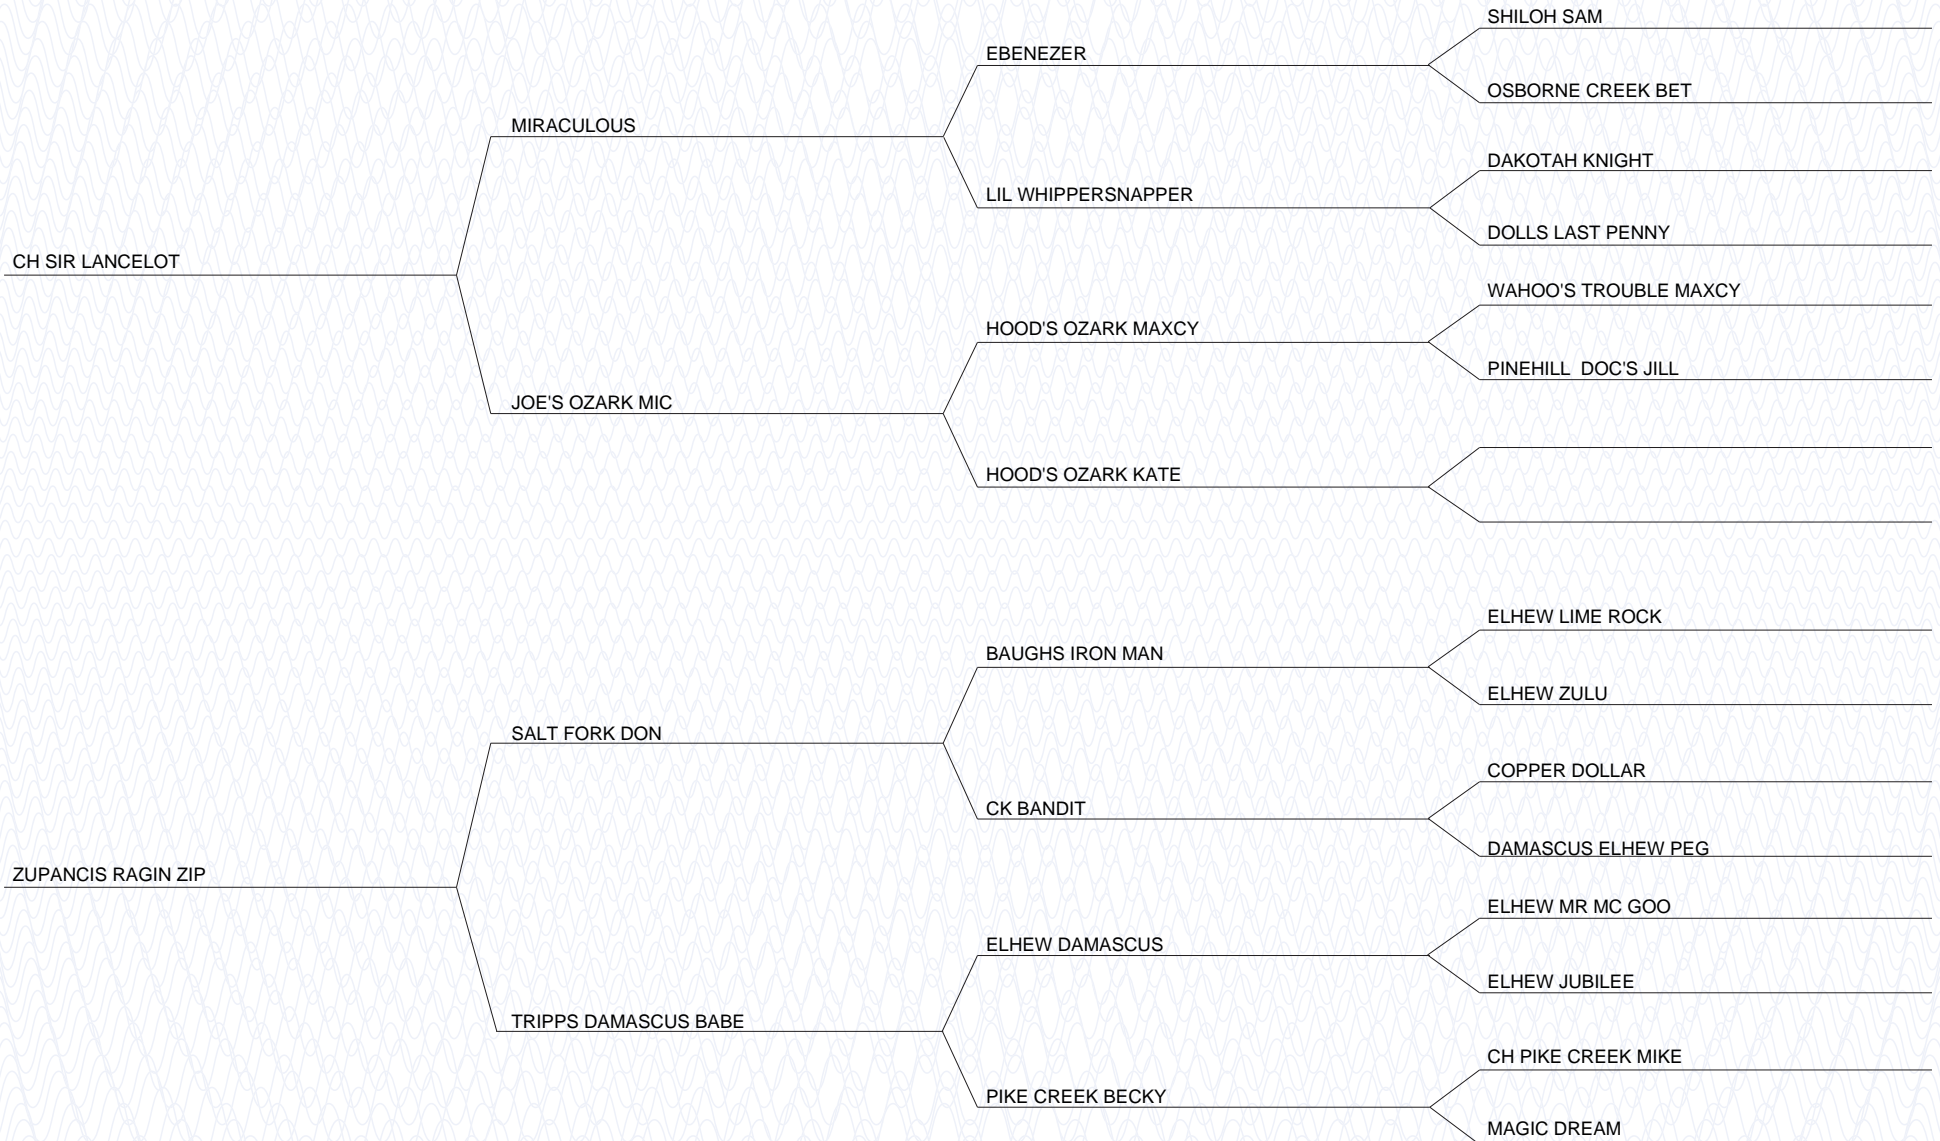 SHILOH SAM
EBENEZER
OSBORNE CREEK BET
MIRACULOUS
DAKOTAH KNIGHT
LIL WHIPPERSNAPPER
DOLLS LAST PENNY
CH SIR LANCELOT
WAHOO'S TROUBLE MAXCY
HOOD'S OZARK MAXCY
PINEHILL  DOC'S JILL
JOE'S OZARK MIC
HOOD'S OZARK KATE
ELHEW LIME ROCK
BAUGHS IRON MAN
ELHEW ZULU
SALT FORK DON
COPPER DOLLAR
CK BANDIT
DAMASCUS ELHEW PEG
ZUPANCIS RAGIN ZIP
ELHEW MR MC GOO
ELHEW DAMASCUS
ELHEW JUBILEE
TRIPPS DAMASCUS BABE
CH PIKE CREEK MIKE
PIKE CREEK BECKY
MAGIC DREAM